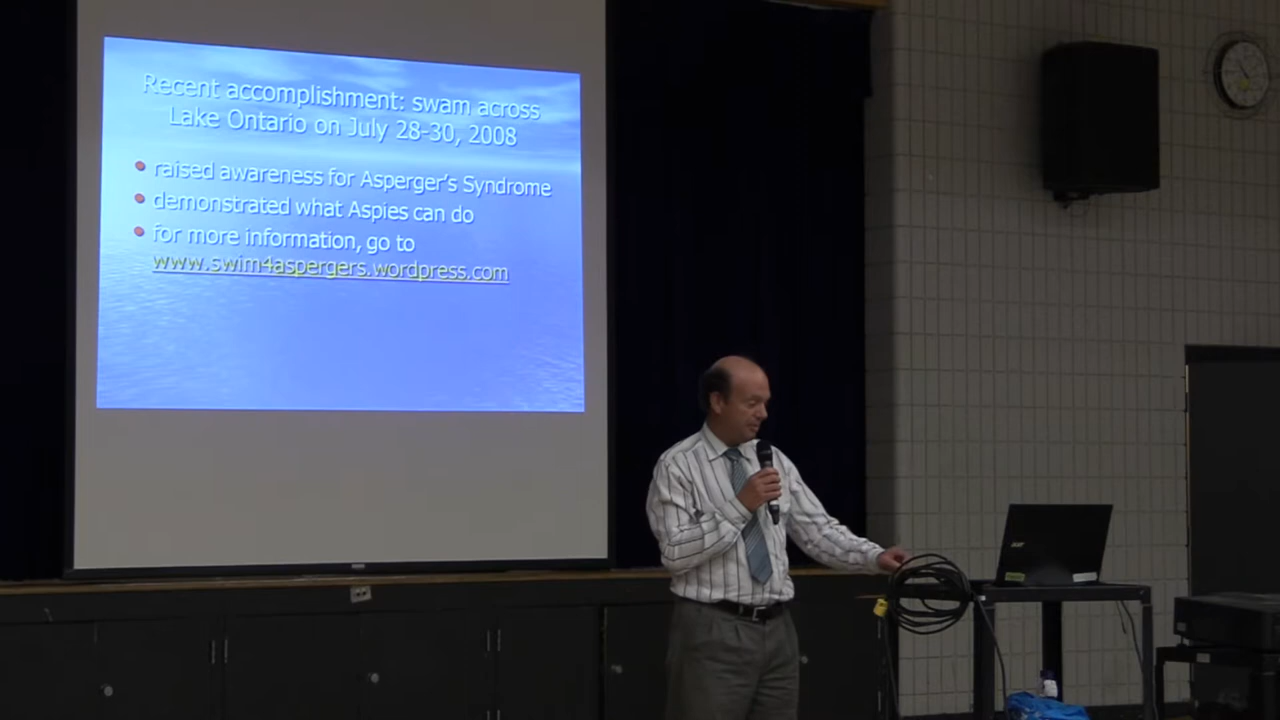 Recent accomplishment: swam across
Lake Ontario on July 28-30, 2008
raised awareness for Asperger's Syndrome
demonstrated what Aspies can do
for more information, go to
www.swim4aspergers.wordpress.com
acer